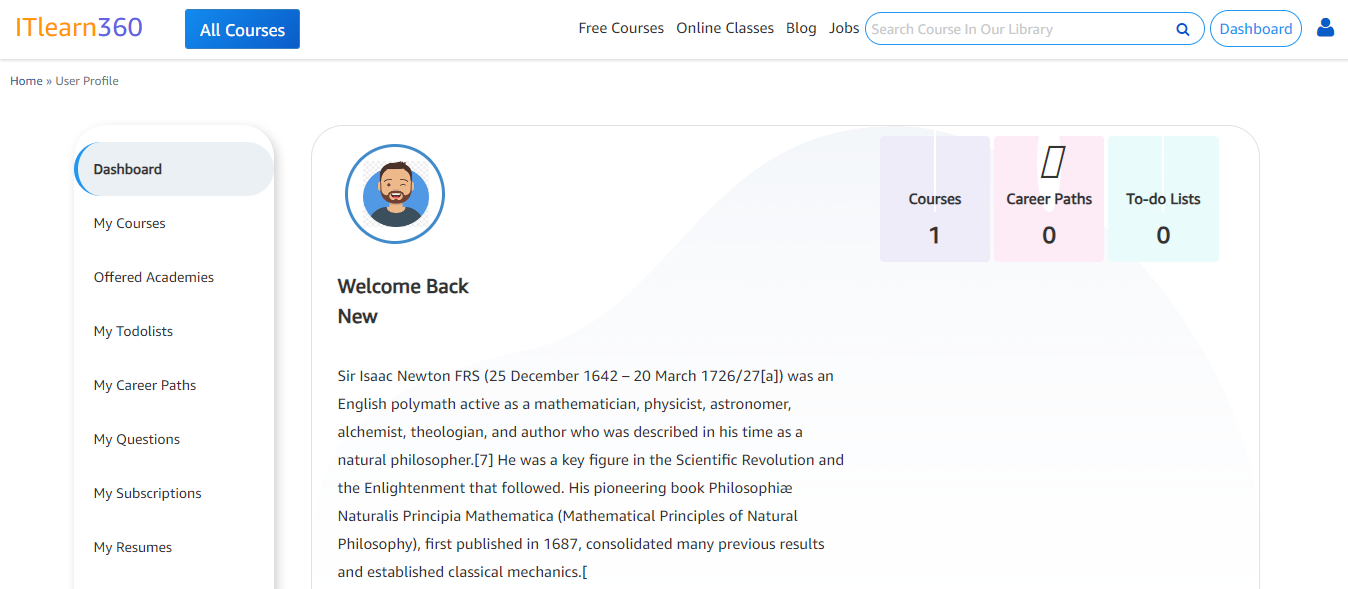 ITlearn360
All Courses
Free Courses Online Classes Blog Jobs
Search Course In Our Library
Dashboard
Home » User Profile
Dashboard
My Courses
Offered Academies
My Todolists
My Career Paths
My Questions
My Subscriptions
My Resumes
Courses
1
Career Paths
0
To-do Lists
0
Welcome Back
New
Sir Isaac Newton FRS (25 December 1642 – 20 March 1726/27[a]) was an
English polymath active as a mathematician, physicist, astronomer,
alchemist, theologian, and author who was described in his time as a
natural philosopher.[7] He was a key figure in the Scientific Revolution and
the Enlightenment that followed. His pioneering book Philosophiæ
Naturalis Principia Mathematica (Mathematical Principles of Natural
Philosophy), first published in 1687, consolidated many previous results
and established classical mechanics.[